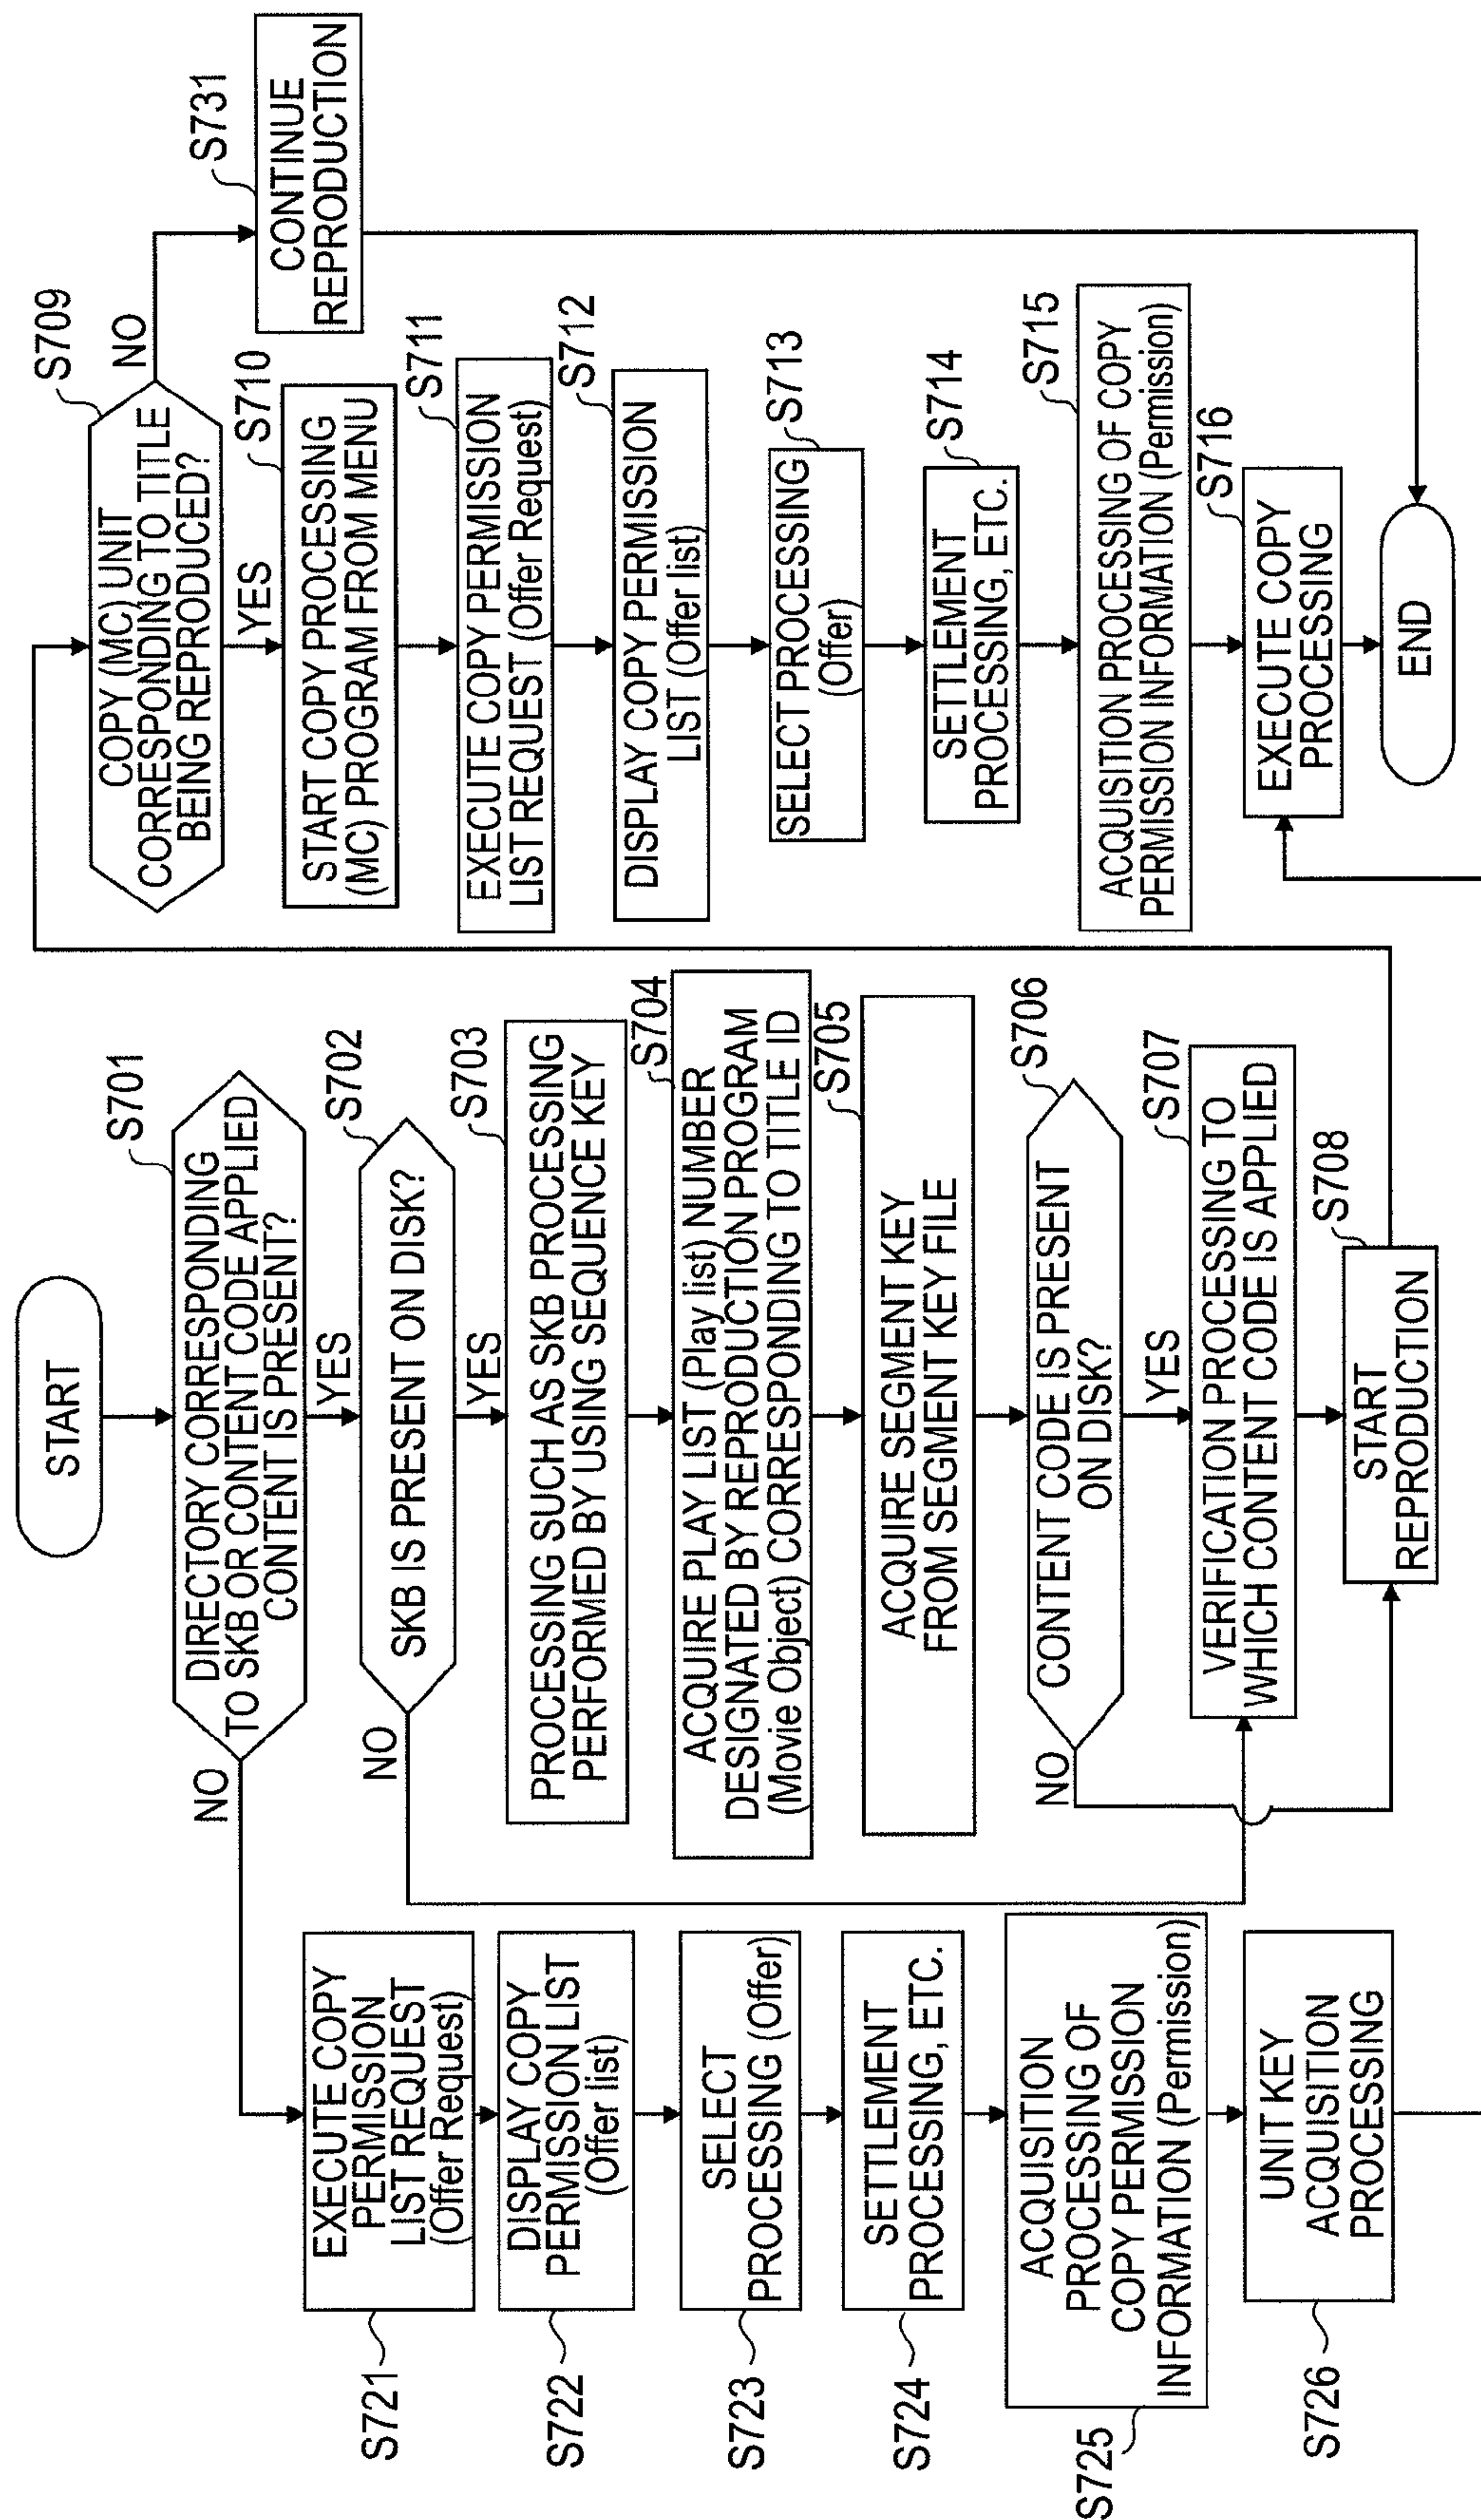 START
S701
DIRECTORY CORRESPONDING
TO SKB OR CONTENT CODE APPLIED
CONTENT IS PRESENT?
NO
YES
S702
SKB IS PRESENT ON DISK?
NO
YES
S703
PROCESSING SUCH AS SKB PROCESSING
PERFORMED BY USING SEQUENCE KEY
S704
ACQUIRE PLAY LIST (Play list) NUMBER
DESIGNATED BY REPRODUCTION PROGRAM
(Movie Object) CORRESPONDING TO TITLE ID
S705
ACQUIRE SEGMENT KEY
FROM SEGMENT KEY FILE
S706
CONTENT CODE IS PRESENT
ON DISK?
NO
YES
S707
VERIFICATION PROCESSING TO
WHICH CONTENT CODE IS APPLIED
S708
START
REPRODUCTION
S721
EXECUTE COPY
PERMISSION
LIST REQUEST
(Offer Request)
S722
DISPLAY COPY
PERMISSION LIST
(Offer list)
S723
SELECT
PROCESSING (Offer)
S724
SETTLEMENT
PROCESSING, ETC.
S725
ACQUISITION
PROCESSING OF
COPY PERMISSION
INFORMATION (Permission)
S726
UNIT KEY
ACQUISITION
PROCESSING
S709
COPY (MC) UNIT
CORRESPONDING TO TITLE
BEING REPRODUCED?
NO
YES
S731
CONTINUE
REPRODUCTION
S710
START COPY PROCESSING
(MC) PROGRAM FROM MENU
S711
EXECUTE COPY PERMISSION
LIST REQUEST (Offer Request)
S712
DISPLAY COPY PERMISSION
LIST (Offer list)
S713
SELECT PROCESSING
(Offer)
S714
SETTLEMENT
PROCESSING, ETC.
S715
ACQUISITION PROCESSING OF COPY
PERMISSION INFORMATION (Permission)
S716
EXECUTE COPY
PROCESSING
END